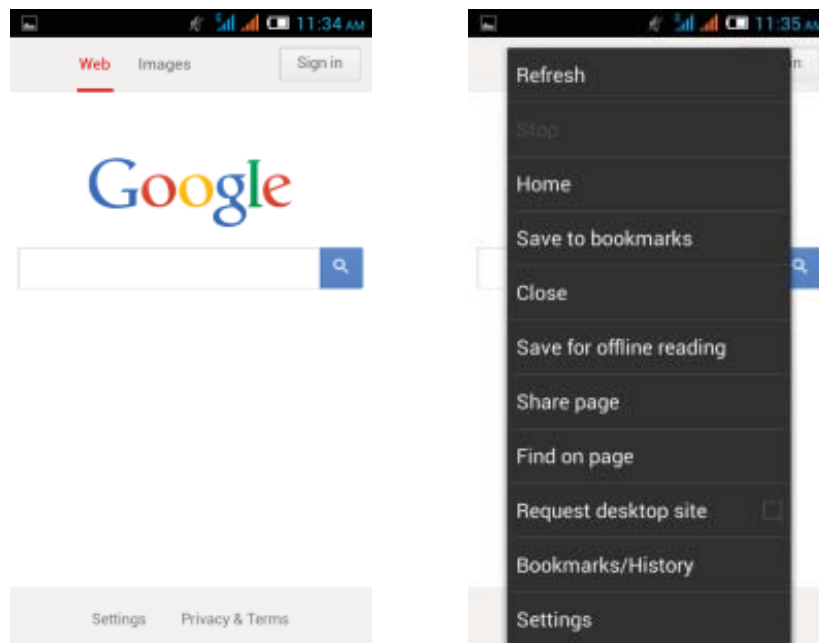 11:34 AM
Web Images Sign in
Google
Settings Privacy & Terms
11:35 AM
Refresh
Stop
Home
Save to bookmarks
Close
Save for offline reading
Share page
Find on page
Request desktop site
Bookmarks/History
Settings